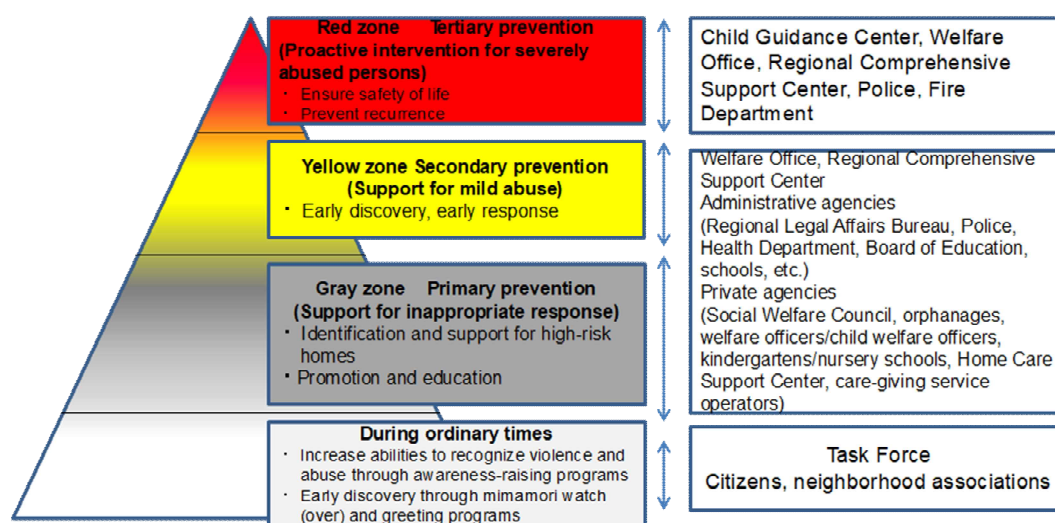 Red zone Tertiary prevention
(Proactive intervention for severely
abused persons)
・ Ensure safety of life
・ Prevent recurrence
Child Guidance Center, Welfare
Office, Regional Comprehensive
Support Center, Police, Fire
Department
Yellow zone Secondary prevention
(Support for mild abuse)
・ Early discovery, early response
Gray zone Primary prevention
(Support for inappropriate response)
・ Identification and support for high-risk
homes
・ Promotion and education
Welfare Office, Regional Comprehensive
Support Center
Administrative agencies
(Regional Legal Affairs Bureau, Police,
Health Department, Board of Education,
schools, etc.)
Private agencies
(Social Welfare Council, orphanages,
welfare officers/child welfare officers,
kindergartens/nursery schools, Home Care
Support Center, care-giving service
operators)
During ordinary times
・ Increase abilities to recognize violence and
abuse through awareness-raising programs
・ Early discovery through mimamori watch
(over) and greeting programs
Task Force
Citizens, neighborhood associations